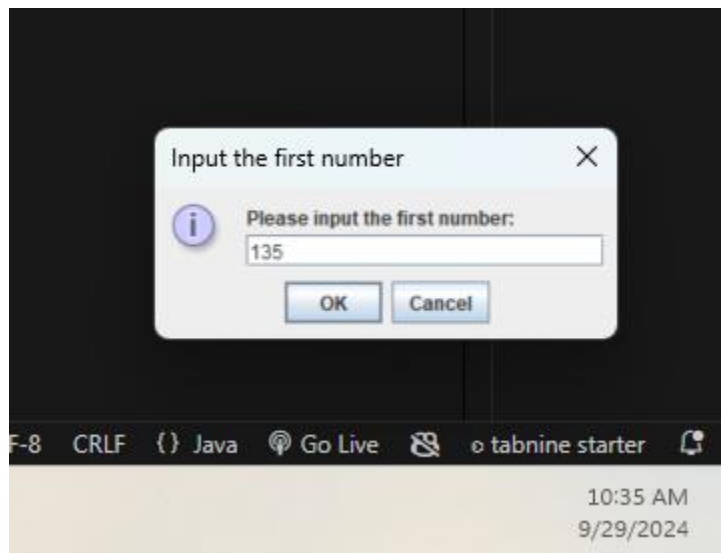 Input the first number
Please input the first number:
135
OK Cancel
F-8 CRLF {} Java Go Live tabnine starter
10:35 AM
9/29/2024